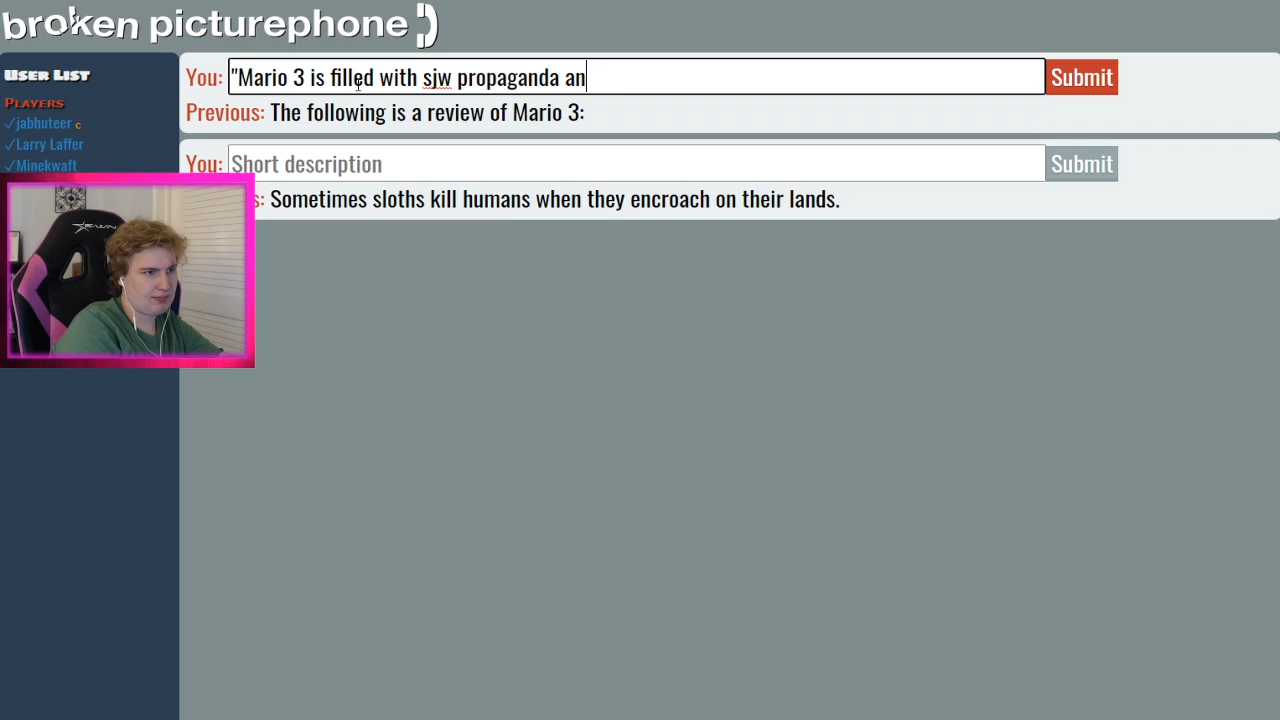 broken picturephone
User List
Players
✓jabhuteer c
✓Larry Laffer
✓Minekwaft
You: "Mario 3 is filled with sjw propaganda an
Submit
Previous: The following is a review of Mario 3:
You: Short description
Submit
s: Sometimes sloths kill humans when they encroach on their lands.